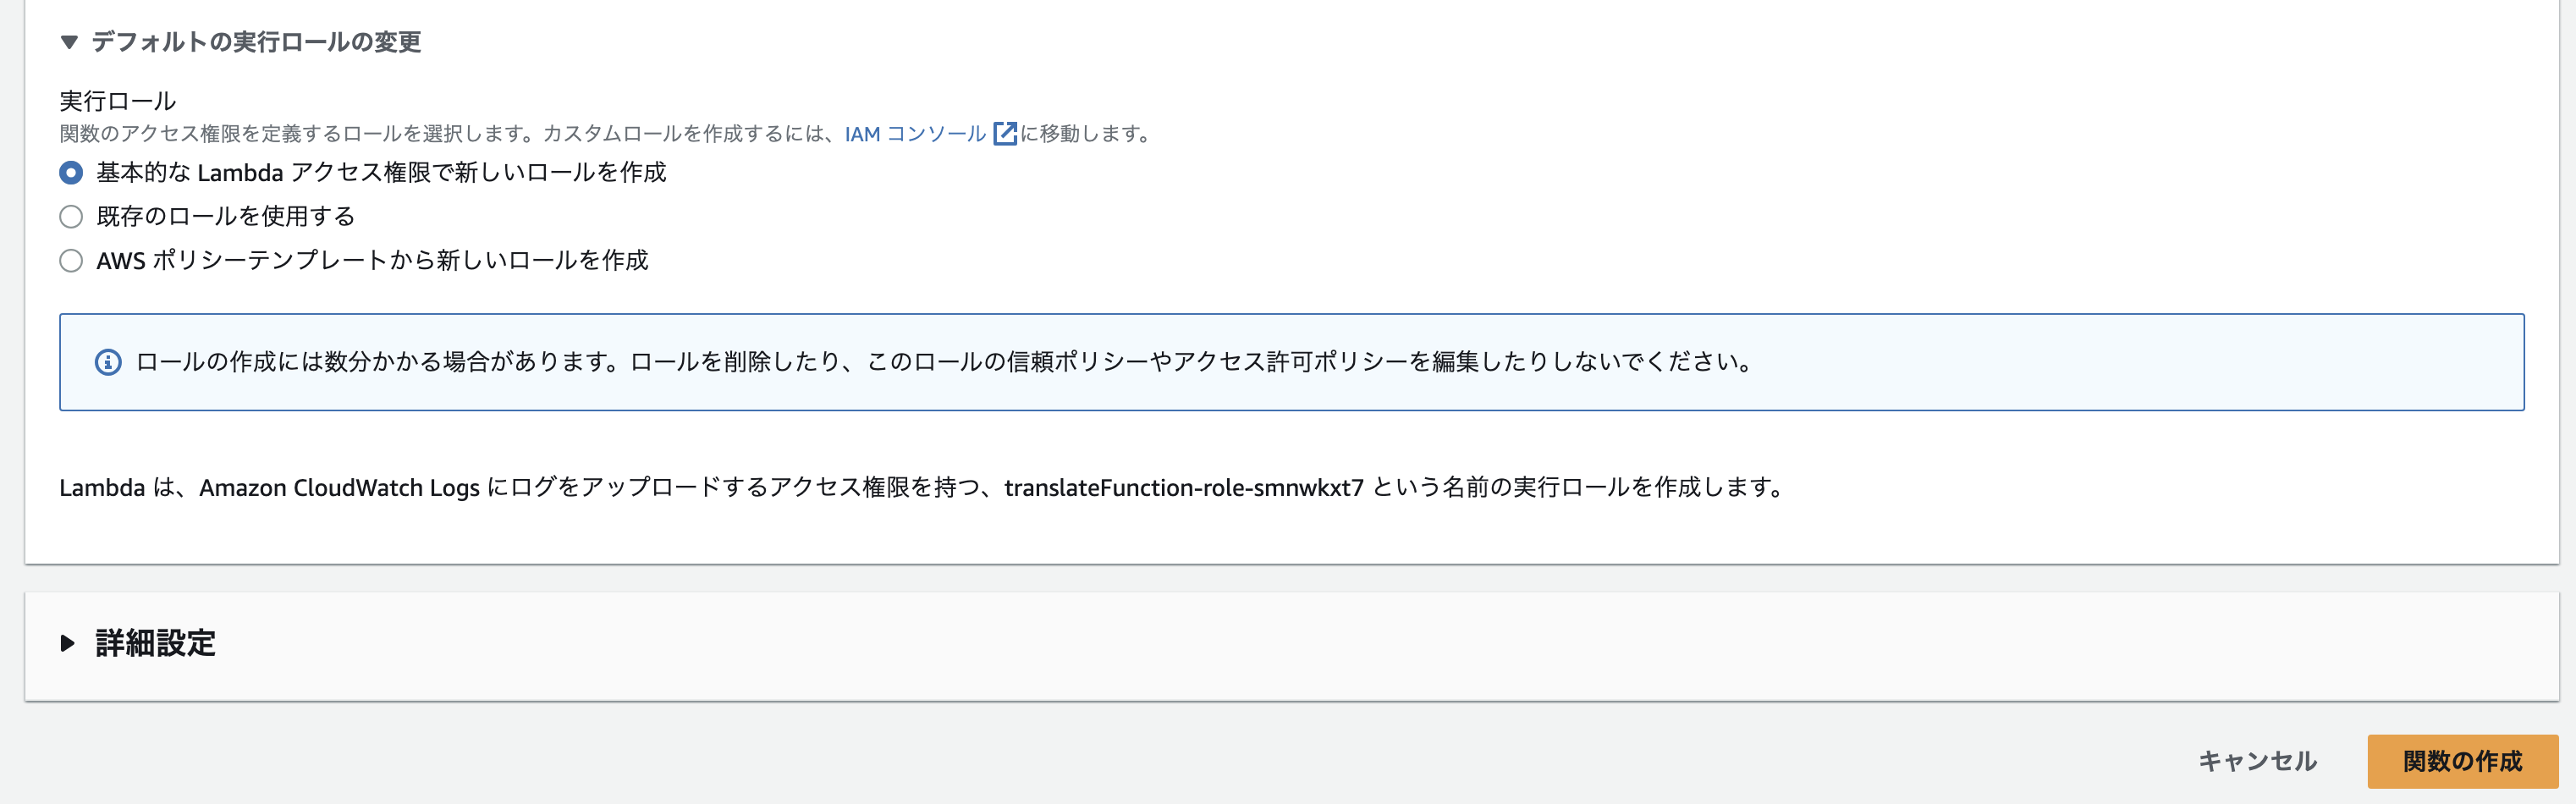 デフォルトの実行ロールの変更
実行ロール
関数のアクセス権限を定義するロールを選択します。カスタムロールを作成するには、IAM コンソール に移動します。
基本的な Lambda アクセス権限で新しいロールを作成
既存のロールを使用する
AWS ポリシーテンプレートから新しいロールを作成
ロールの作成には数分かかる場合があります。ロールを削除したり、このロールの信頼ポリシーやアクセス許可ポリシーを編集したりしないでください。
Lambda は、Amazon CloudWatch Logs にログをアップロードするアクセス権限を持つ、translateFunction-role-smnwkxt7 という名前の実行ロールを作成します。
詳細設定
キャンセル
関数の作成